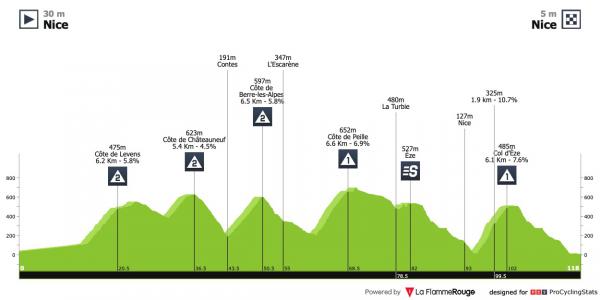 30 m
Nice
5 m
Nice
191m
Contes
347m
L'Escarène
597m
Côte de
Berre-les-Alpes
6.5 Km - 5.8%
2
325m
1.9 km - 10.7%
480m
La Turbie
127m
Nice
623m
Côte de Châteauneuf
5.4 Km - 4.5%
2
652m
Côte de Peille
6.6 Km - 6.9%
1
475m
Côte de Levens
6.2 Km - 5.8%
2
527m
Eze
S
485m
Col d'Eze
6.1 Km - 7.6%
1
800
600
400
200
0
800
600
400
200
0
0
20.5
36.5
43.5
50.5
55
68.5
78.5
82
93
99.5
102
118
Powered by La FlammeRouge
designed for PCS ProCyclingStats